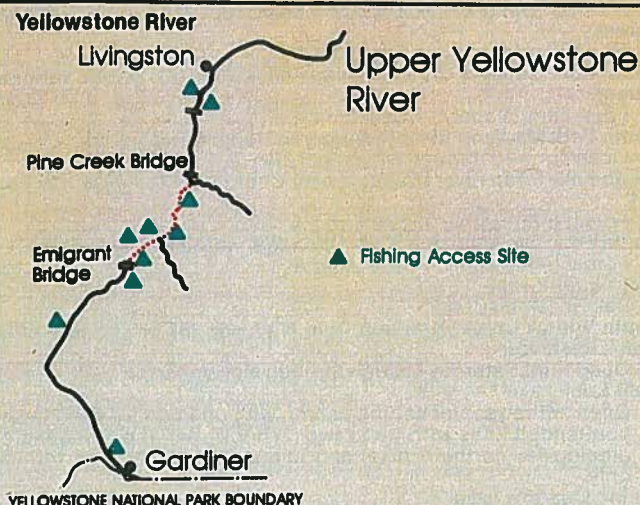 Yellowstone River
Livingston
Upper Yellowstone
River
Pine Creek Bridge
Emigrant
Bridge
Fishing Access Site
Gardiner
YELLOWSTONE NATIONAL PARK BOUNDARY